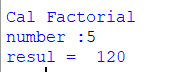 Cal Factorial
number :5
resul =  120